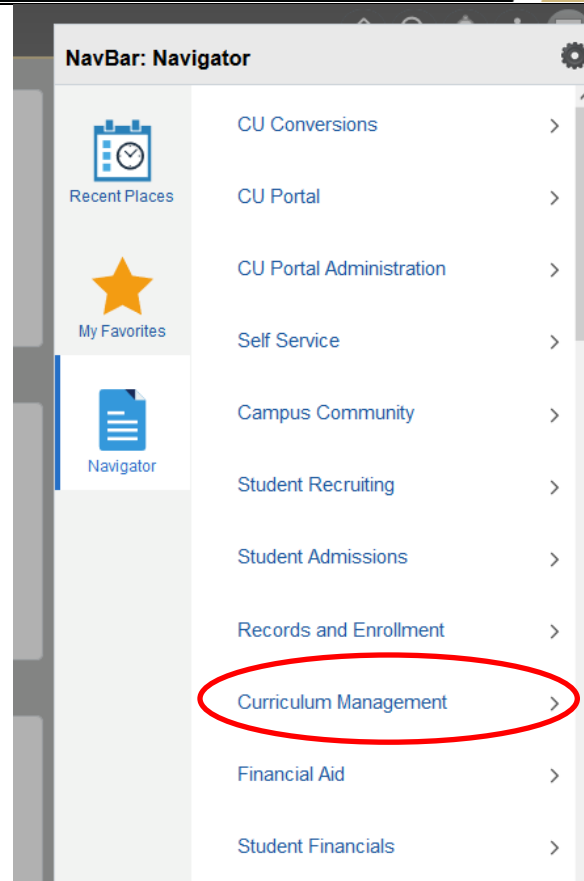 NavBar: Navigator
Recent Places
My Favorites
Navigator
CU Conversions
CU Portal
CU Portal Administration
Self Service
Campus Community
Student Recruiting
Student Admissions
Records and Enrollment
Curriculum Management
Financial Aid
Student Financials